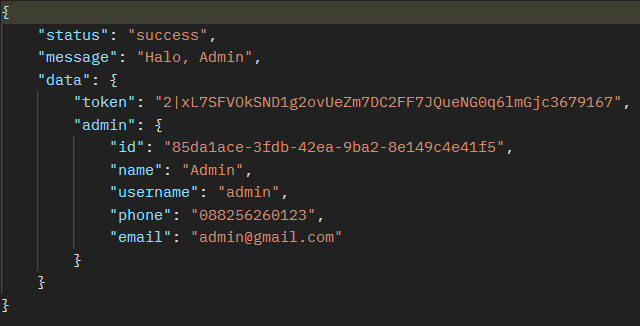 {
    "status": "success",
    "message": "Halo, Admin",
    "data": {
        "token": "2|xL7SFVOkSND1g2ovUeZm7DC2FF7JQueNG0q6lmGjc3679167",
        "admin": {
            "id": "85da1ace-3fdb-42ea-9ba2-8e149c4e41f5",
            "name": "Admin",
            "username": "admin",
            "phone": "088256260123",
            "email": "admin@gmail.com"
        }
    }
}